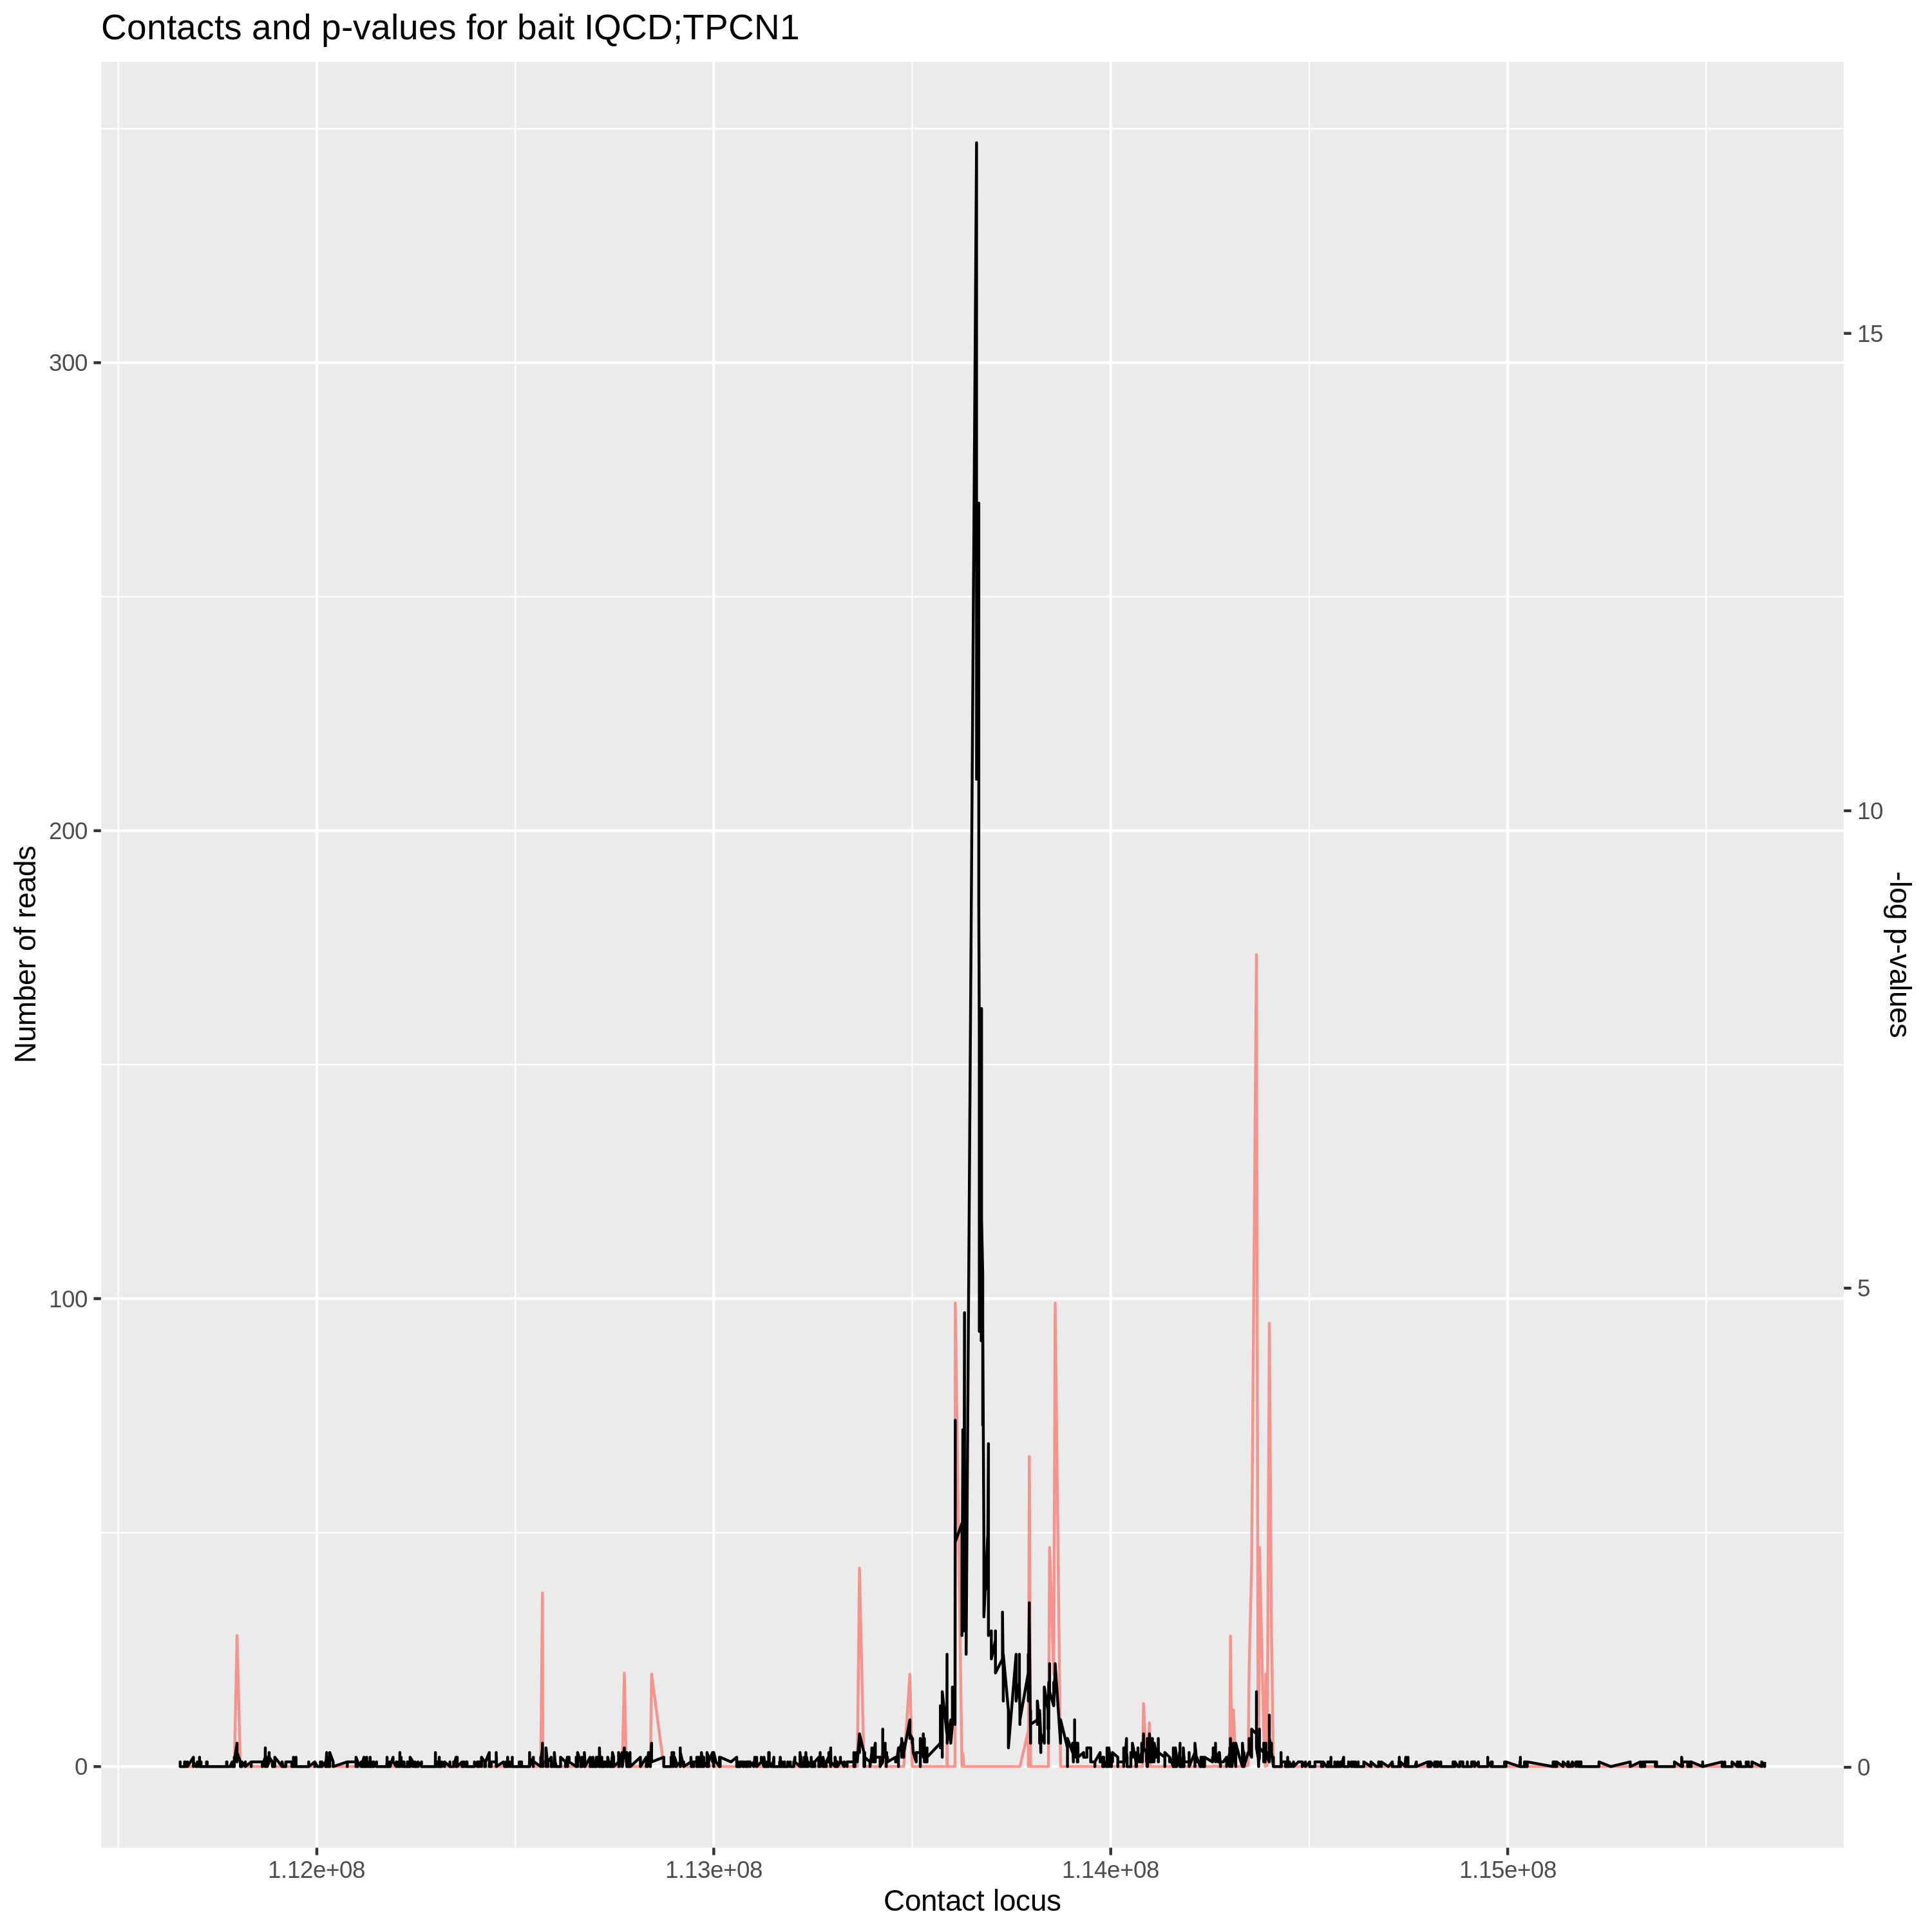 Contacts and p-values for bait IQCD;TPCN1
Number of reads
300
200
100
0
15
10
5
0
-log p-values
1.12e+08
1.13e+08
1.14e+08
1.15e+08
Contact locus